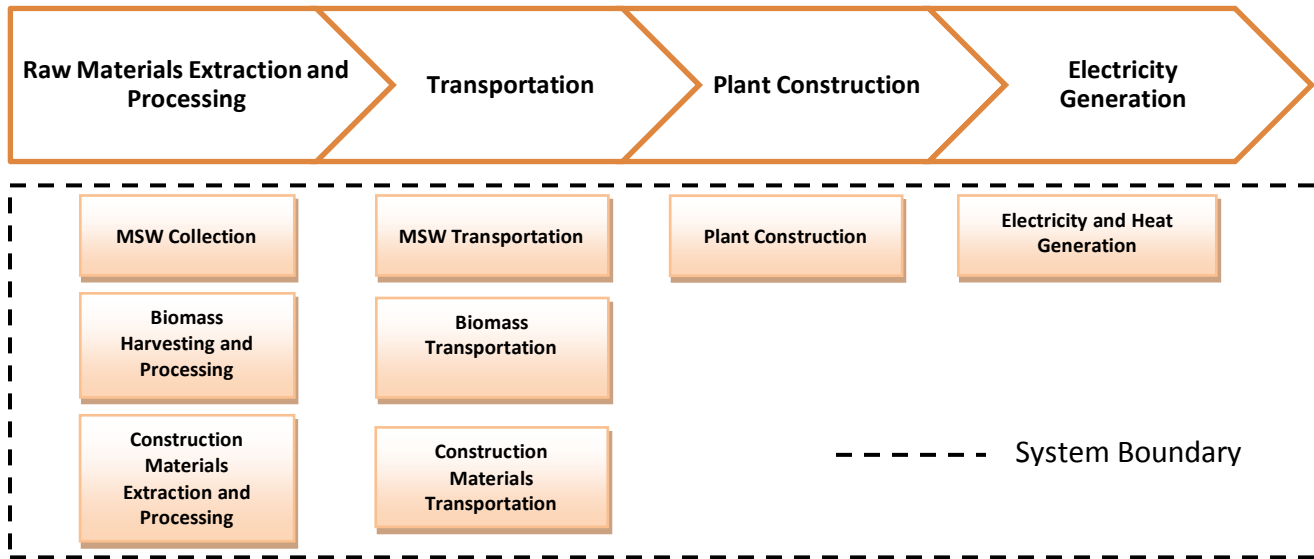 Raw Materials Extraction and
Processing
Transportation
Plant Construction
Electricity
Generation
MSW Collection
MSW Transportation
Plant Construction
Electricity and Heat
Generation
Biomass
Harvesting and
Processing
Biomass
Transportation
Construction
Materials
Extraction and
Processing
Construction
Materials
Transportation
System Boundary